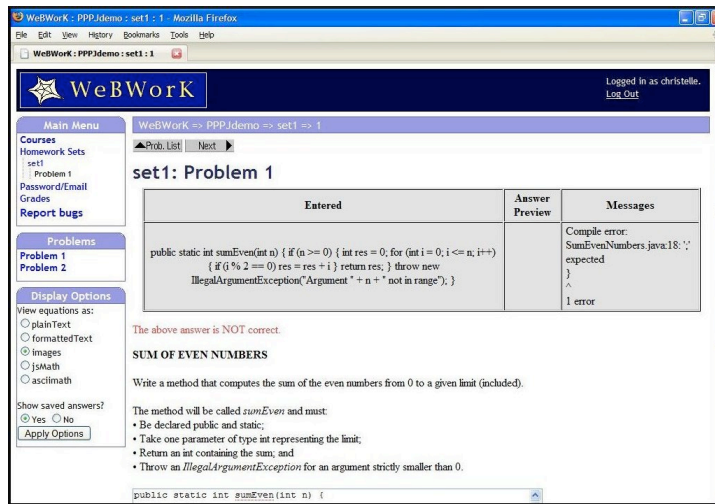 WeBWorK : PPPJdemo : set1 : 1 - Mozilla Firefox
File Edit View History Bookmarks Tools Help
WeBWorK : PPPJdemo : set1 : 1
WeBWorK
Logged in as christelle.
Log Out
Main Menu
Courses
Homework Sets
set1
Problem 1
Password/Email
Grades
Report bugs
Problems
Problem 1
Problem 2
Display Options
View equations as:
plainText
formattedText
images
jsMath
asciimath
Show saved answers?
Yes No
Apply Options
WeBWorK => PPPJdemo => set1 => 1
Prob. List Next
set1: Problem 1
Entered
Answer
Preview
Messages
public static int sumEven(int n) { if (n >= 0) { int res = 0; for (int i = 0; i <= n; i++)
{ if (i % 2 == 0) res = res + i } return res; } throw new
IllegalArgumentException("Argument " + n + " not in range"); }
Compile error:
SumEvenNumbers.java:18: ';'
expected
}
^
1 error
The above answer is NOT correct.
SUM OF EVEN NUMBERS
Write a method that computes the sum of the even numbers from 0 to a given limit (included).
The method will be called sumEven and must:
• Be declared public and static;
• Take one parameter of type int representing the limit;
• Return an int containing the sum; and
• Throw an IllegalArgumentException for an argument strictly smaller than 0.
public static int sumEven(int n) {